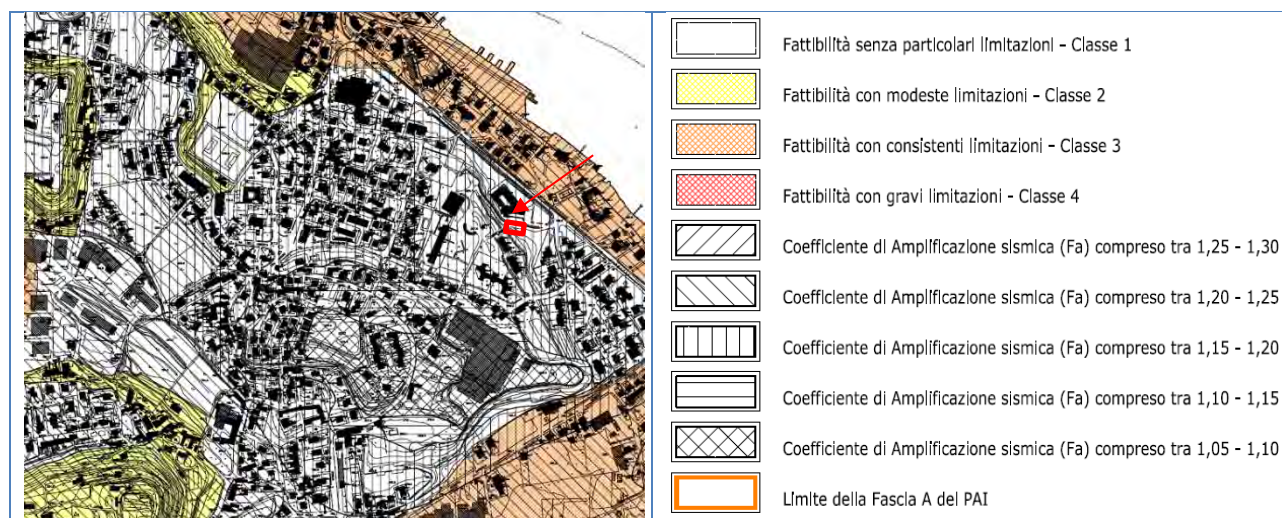 Fattibilità senza particolari limitazioni - Classe 1
Fattibilità con modeste limitazioni - Classe 2
Fattibilità con consistenti limitazioni - Classe 3
Fattibilità con gravi limitazioni - Classe 4
Coefficiente di Amplificazione sismica (Fa) compreso tra 1,25 - 1,30
Coefficiente di Amplificazione sismica (Fa) compreso tra 1,20 - 1,25
Coefficiente di Amplificazione sismica (Fa) compreso tra 1,15 - 1,20
Coefficiente di Amplificazione sismica (Fa) compreso tra 1,10 - 1,15
Coefficiente di Amplificazione sismica (Fa) compreso tra 1,05 - 1,10
Limite della Fascia A del PAI